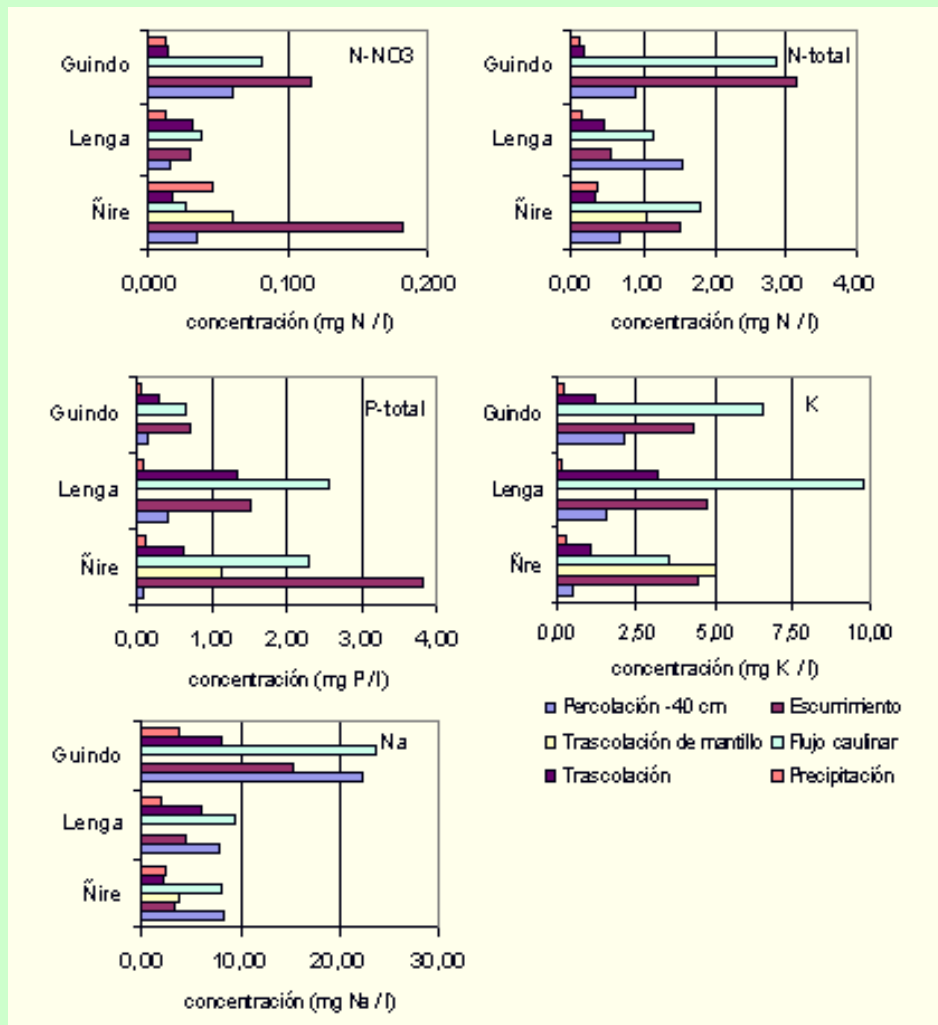 N-NO3
Guindo
Lenga
Ñire
0,000 0,100 0,200
concentración (mg N /l)
N-total
Guindo
Lenga
Ñire
0,00 1,00 2,00 3,00 4,00
concentración (mg N /l)
P-total
Guindo
Lenga
Ñire
0,00 1,00 2,00 3,00 4,00
concentración (mg P/l)
K
Guindo
Lenga
Ñre
0,00 2,50 5,00 7,50 10,00
concentración (mg K /l)
Percolación -40 cm Escurrimiento
Trascolación de mantillo Flujo caulinar
Trascolación Precipitación
Na
Guindo
Lenga
Ñire
0,00 10,00 20,00 30,00
concentración (mg Na/l)